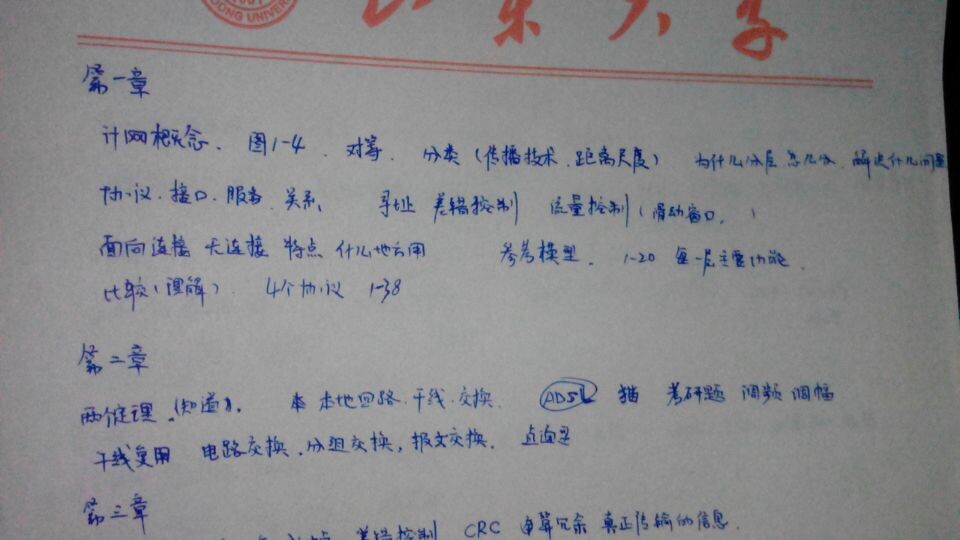 DONG UNIVERSITY
山东大学
第一章
计网概念. 图1-4. 对等. 分类(传播技术.距离尺度) 为什么分层 怎么分. 解决什么问题
协议.接口.服务.关系 寻址 差错控制 流量控制(滑动窗口. )
面向连接 无连接 特点 什么地方用 参考模型. 1-20 每一层主要功能.
比较(理解). 4个协议 1-38
第二章
两个定理.(知道). 本地回路.干线.交换. ADSL 猫 考研题 调频 调幅
干线复用 电路交换.分组交换,报文交换.
第三章
差错控制 CRC 冗余 真正传输的信息.